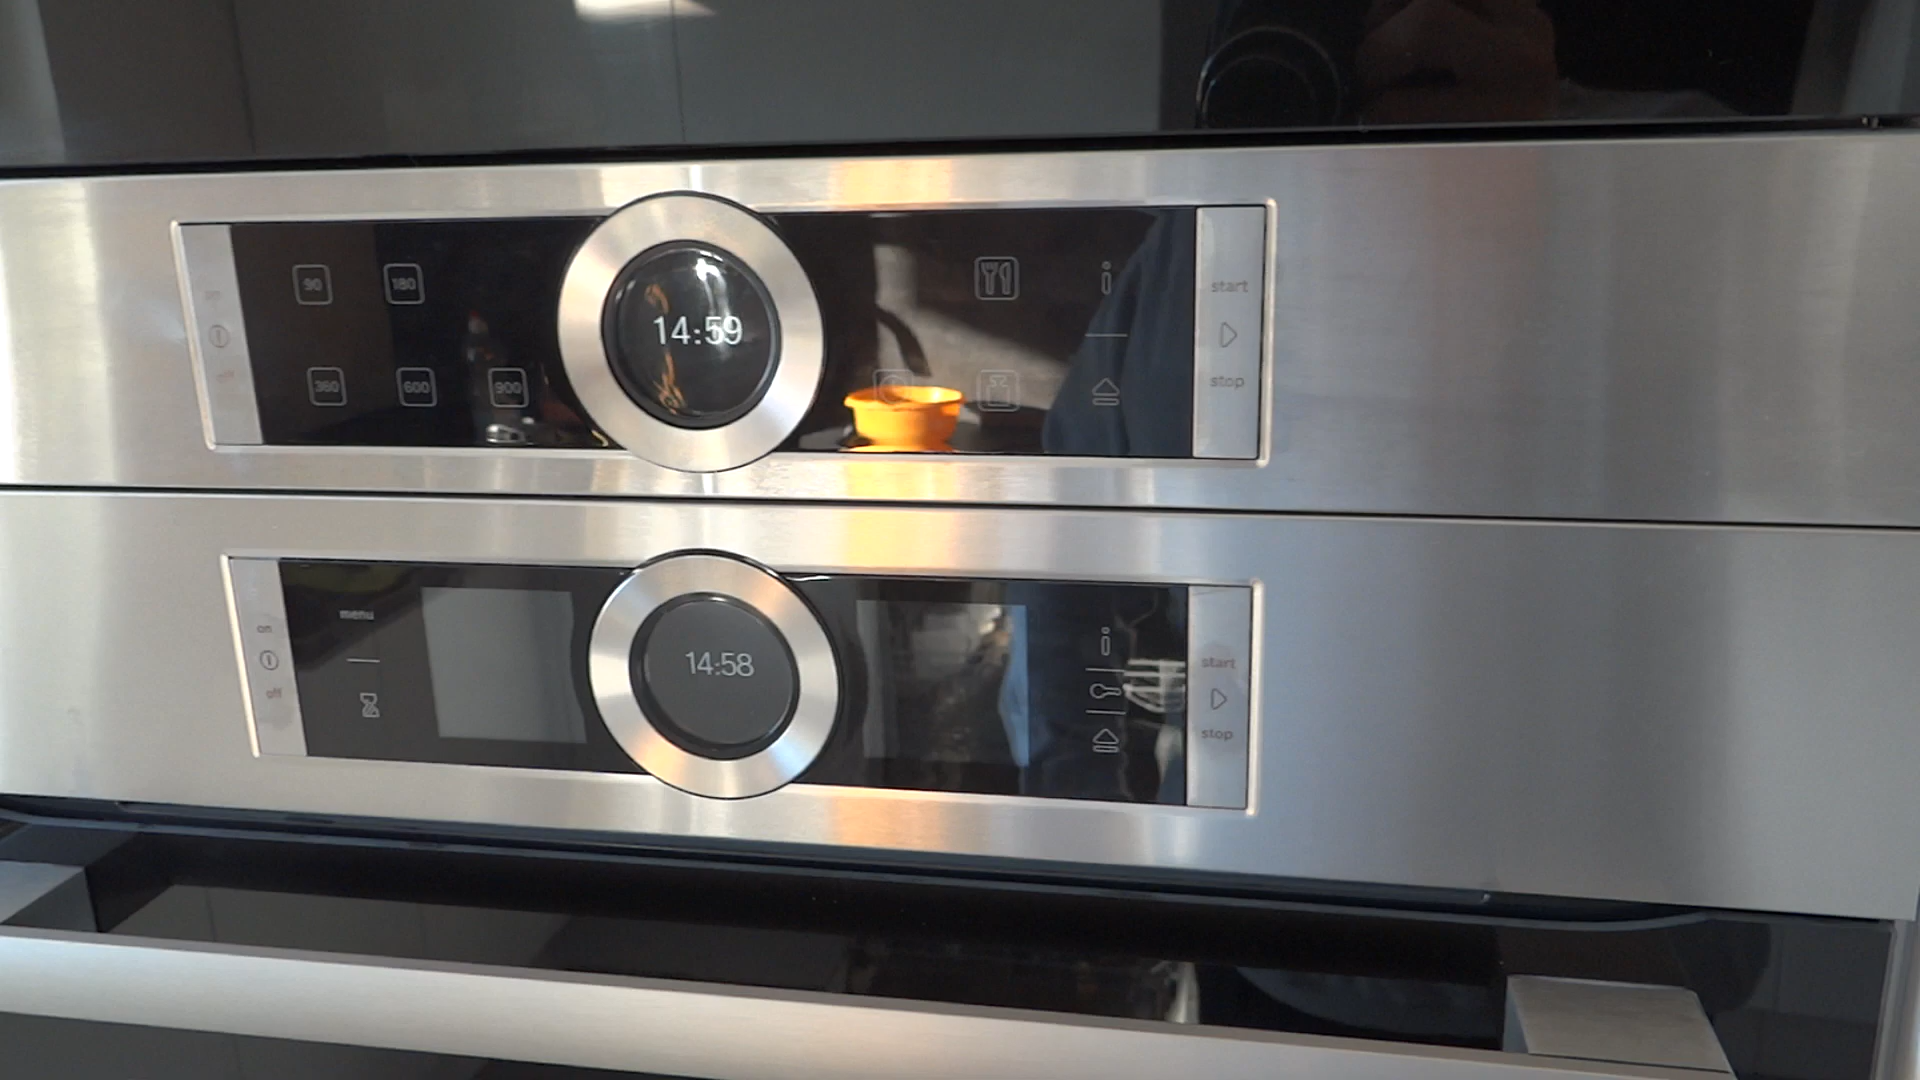 90 180
start
14:59
360 600 900
stop
menu
on
14:58
start
off
stop